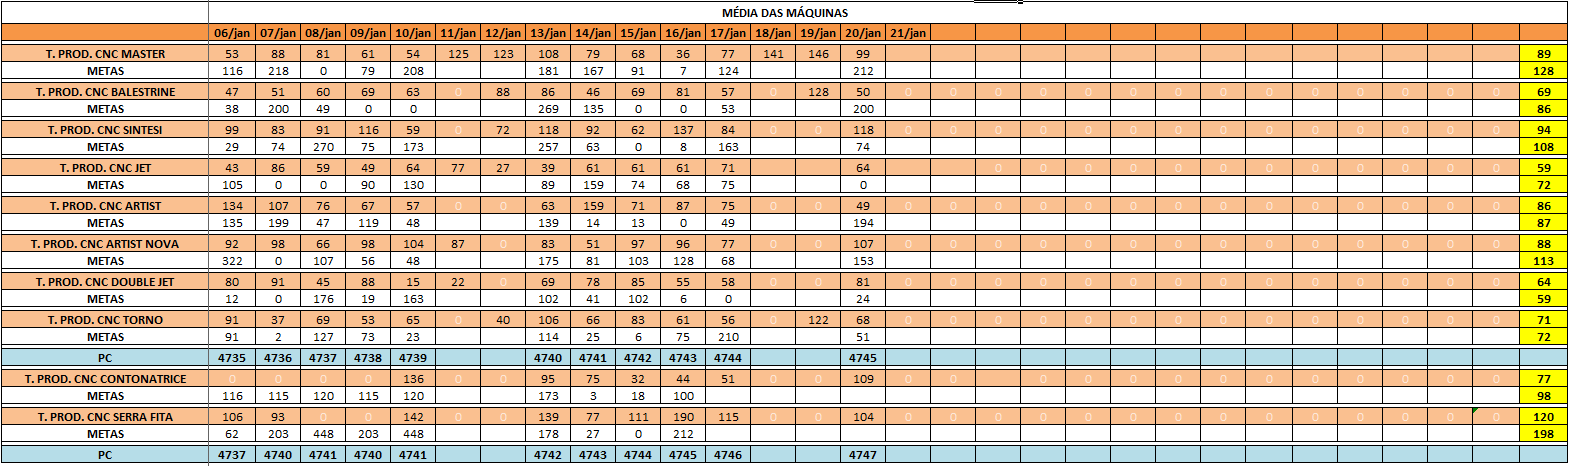 MÉDIA DAS MÁQUINAS
06/jan 07/jan 08/jan 09/jan 10/jan 11/jan 12/jan 13/jan 14/jan 15/jan 16/jan 17/jan 18/jan 19/jan 20/jan 21/jan
T. PROD. CNC MASTER 53 88 81 61 54 125 123 108 79 68 36 77 141 146 99 89
METAS 116 218 0 79 208 181 167 91 7 124 212 128
T. PROD. CNC BALESTRINE 47 51 60 69 63 0 88 86 46 69 81 57 0 128 50 0 0 0 0 0 0 0 0 0 0 0 0 0 0 69
METAS 38 200 49 0 0 269 135 0 0 53 200 86
T. PROD. CNC SINTESI 99 83 91 116 59 0 72 118 92 62 137 84 0 0 118 0 0 0 0 0 0 0 0 0 0 0 0 0 0 94
METAS 29 74 270 75 173 257 63 0 8 163 74 108
T. PROD. CNC JET 43 86 59 49 64 77 27 39 61 61 61 71 64 0 0 0 0 0 0 0 0 0 0 0 0 59
METAS 105 0 0 90 130 89 159 74 68 75 0 72
T. PROD. CNC ARTIST 134 107 76 67 57 0 0 63 159 71 87 75 0 0 49 0 0 0 0 0 0 0 0 0 0 0 0 0 0 86
METAS 135 199 47 119 48 139 14 13 0 49 194 87
T. PROD. CNC ARTIST NOVA 92 98 66 98 104 87 0 83 51 97 96 77 0 0 107 0 0 0 0 0 0 0 0 0 0 0 0 0 0 88
METAS 322 0 107 56 48 175 81 103 128 68 153 113
T. PROD. CNC DOUBLE JET 80 91 45 88 15 22 0 69 78 85 55 58 0 0 81 0 0 0 0 0 0 0 0 0 0 0 0 0 0 64
METAS 12 0 176 19 163 102 41 102 6 0 24 59
T. PROD. CNC TORNO 91 37 69 53 65 0 40 106 66 83 61 56 0 122 68 0 0 0 0 0 0 0 0 0 0 0 0 0 0 71
METAS 91 2 127 73 23 114 25 6 75 210 51 72
PC 4735 4736 4737 4738 4739 4740 4741 4742 4743 4744 4745
T. PROD. CNC CONTONATRICE 0 0 0 0 136 0 0 95 75 32 44 51 0 0 109 0 0 0 0 0 0 0 0 0 0 0 0 0 77
METAS 116 115 120 115 120 173 3 18 100 98
T. PROD. CNC SERRA FITA 106 93 0 0 142 0 0 139 77 111 190 115 0 0 104 0 0 0 0 0 0 0 0 0 0 0 0 0 0 120
METAS 62 203 448 203 448 178 27 0 212 198
PC 4737 4740 4741 4740 4741 4742 4743 4744 4745 4746 4747